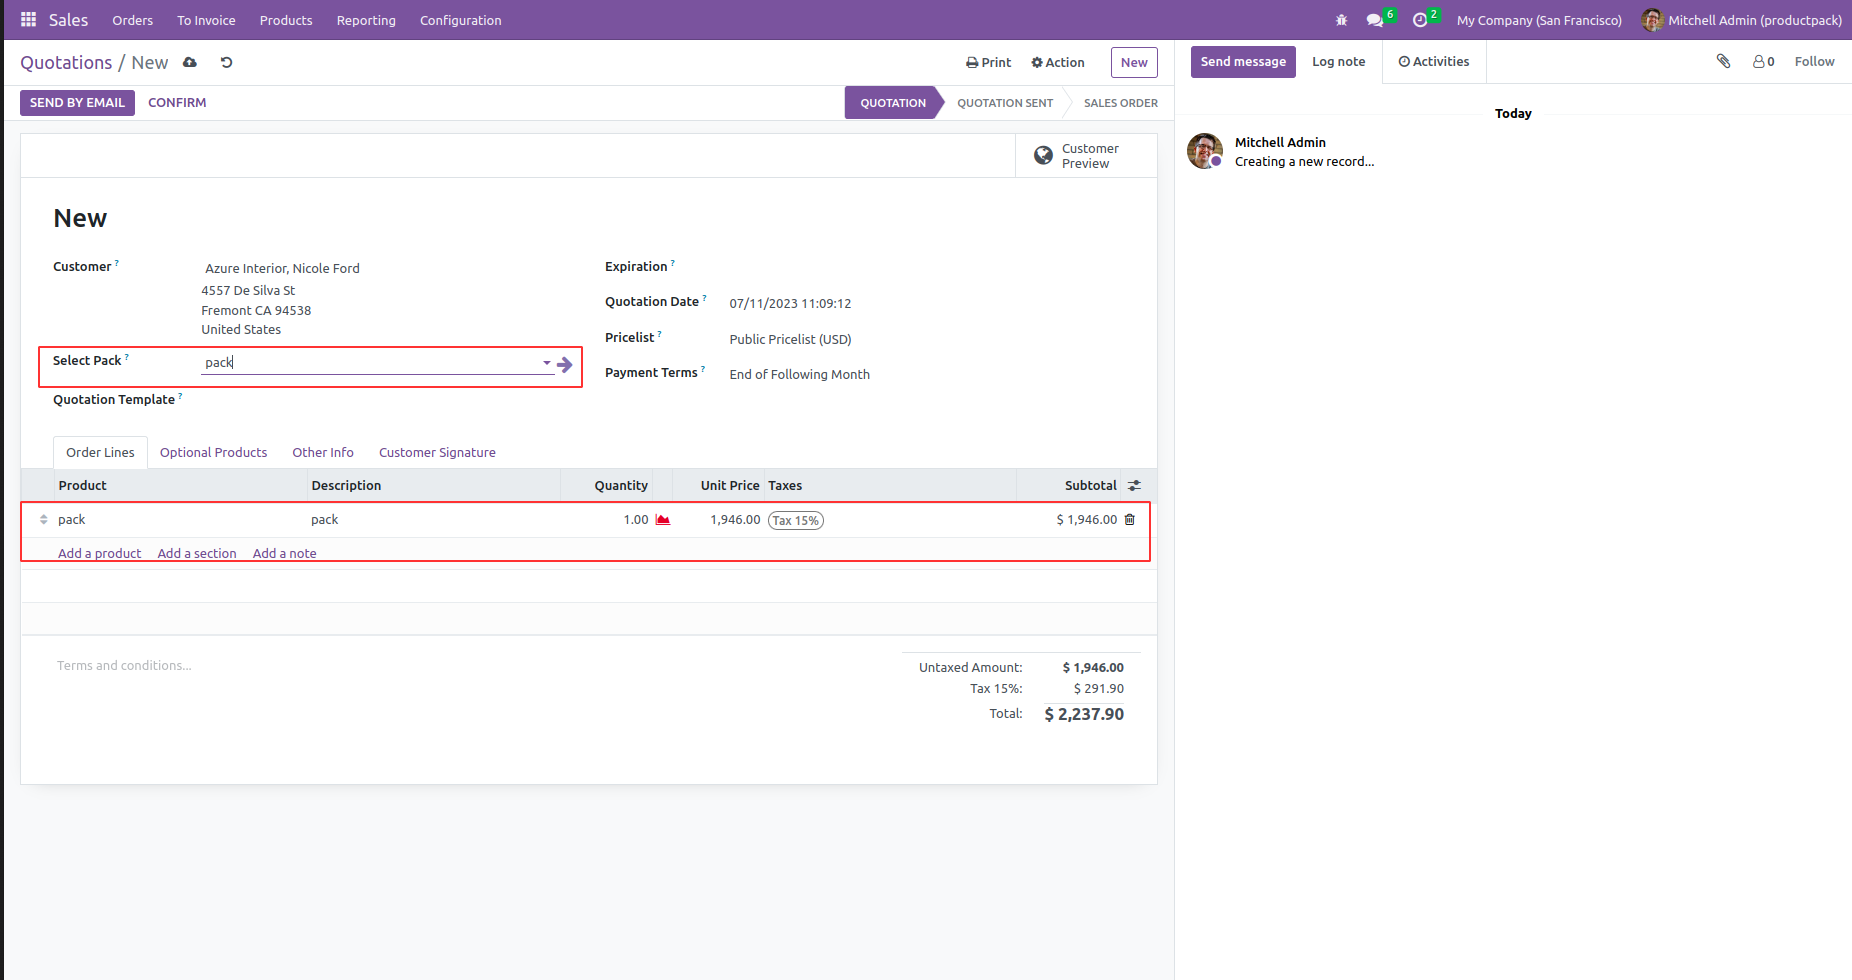 Sales Orders To Invoice Products Reporting Configuration 6 2 My Company (San Francisco) Mitchell Admin (productpack)
Quotations / New Print Action New
SEND BY EMAIL CONFIRM QUOTATION QUOTATION SENT SALES ORDER
Customer
Preview
New
Customer ? Azure Interior, Nicole Ford
4557 De Silva St
Fremont CA 94538
United States
Select Pack ? pack
Quotation Template ?
Expiration ?
Quotation Date ? 07/11/2023 11:09:12
Pricelist ? Public Pricelist (USD)
Payment Terms ? End of Following Month
Order Lines Optional Products Other Info Customer Signature
Product Description Quantity Unit Price Taxes Subtotal
pack pack 1.00 1,946.00 Tax 15% $ 1,946.00
Add a product Add a section Add a note
Terms and conditions...
Untaxed Amount: $ 1,946.00
Tax 15%: $ 291.90
Total: $ 2,237.90
Send message Log note Activities 0 Follow
Today
Mitchell Admin
Creating a new record...